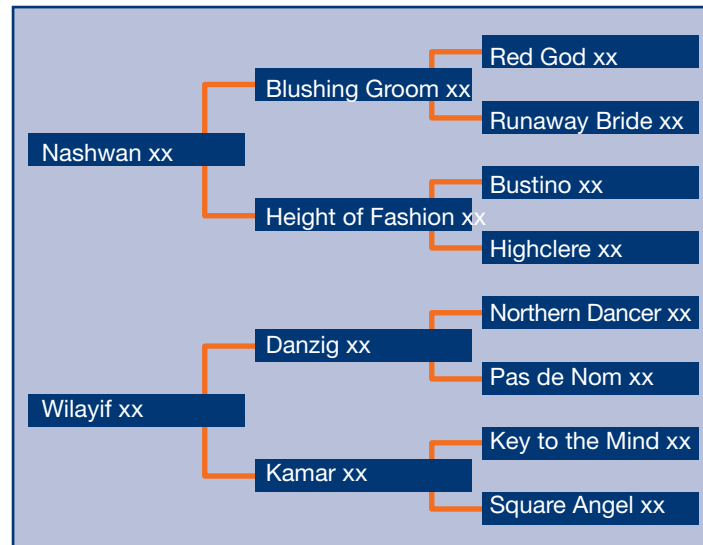 Red God xx
Blushing Groom xx
Runaway Bride xx
Nashwan xx
Bustino xx
Height of Fashion xx
Highclere xx
Northern Dancer xx
Danzig xx
Pas de Nom xx
Wilayif xx
Key to the Mind xx
Kamar xx
Square Angel xx